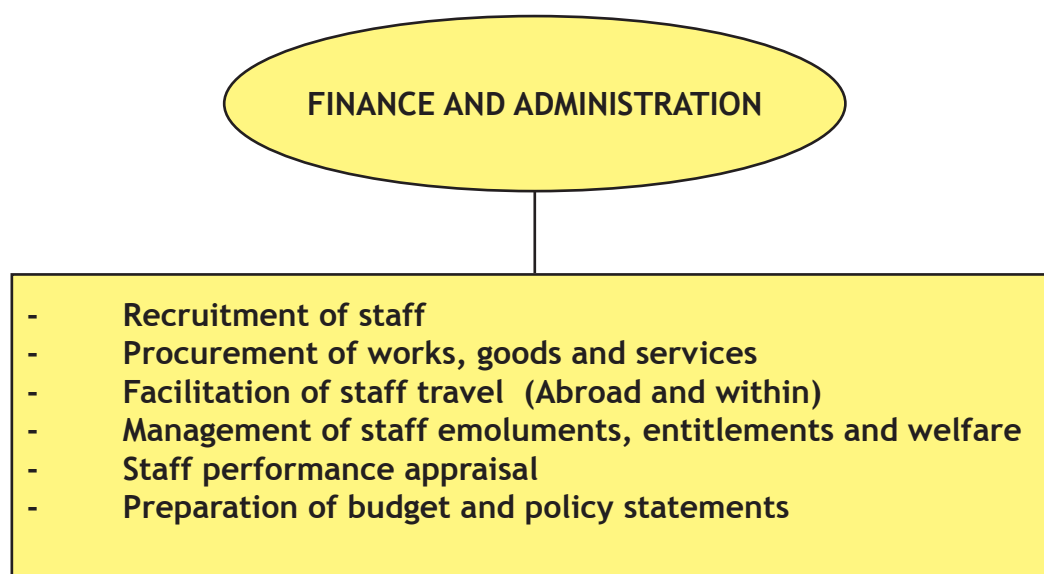 FINANCE AND ADMINISTRATION
- Recruitment of staff
- Procurement of works, goods and services
- Facilitation of staff travel  (Abroad and within)
- Management of staff emoluments, entitlements and welfare
- Staff performance appraisal
- Preparation of budget and policy statements